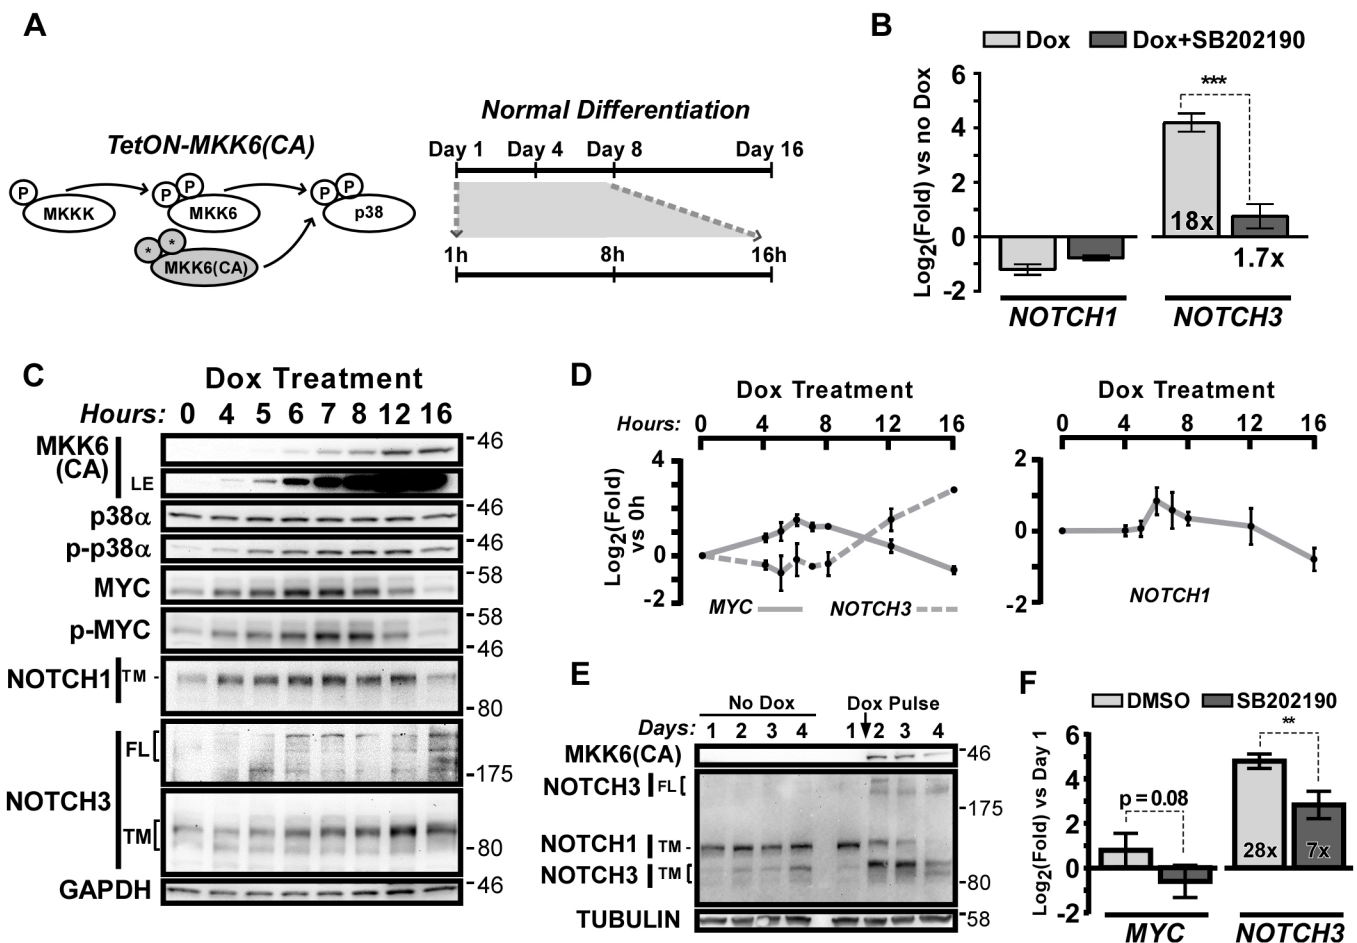 A
TetON-MKK6(CA)
P
P P
P P
MKKK
MKK6
p38
* *
MKK6(CA)
Normal Differentiation
Day 1 Day 4 Day 8 Day 16
1h 8h 16h
B
Dox Dox+SB202190
Log2(Fold) vs no Dox
6
4
2
0
-2
***
18x
1.7x
NOTCH1 NOTCH3
C
Dox Treatment
Hours: 0 4 5 6 7 8 12 16
MKK6
(CA)
-46
LE
p38α
-46
p-p38α
-46
MYC
-58
p-MYC
-58
-46
NOTCH1 TM -
-80
NOTCH3
FL
-175
TM
-80
GAPDH
-46
D
Dox Treatment
Hours: 0 4 8 12 16
Log2(Fold)
vs 0h
4
2
0
-2
MYC NOTCH3
Dox Treatment
0 4 8 12 16
2
0
-2
NOTCH1
E
No Dox Dox Pulse
Days: 1 2 3 4 1 2 3 4
MKK6(CA) -46
NOTCH3 FL
-175
NOTCH1 TM -
NOTCH3 TM
-80
TUBULIN -58
F
DMSO SB202190
Log2(Fold) vs Day 1
6
4
2
0
-2
p = 0.08
**
28x 7x
MYC NOTCH3